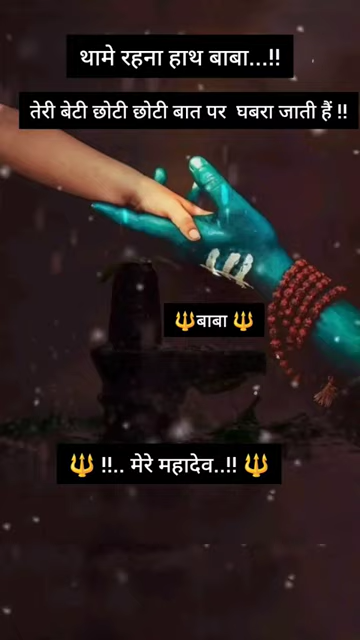 थामे रहना हाथ बाबा...!!
तेरी बेटी छोटी छोटी बात पर घबरा जाती हैं !!
🔱बाबा 🔱
🔱 !!.. मेरे महादेव..!! 🔱